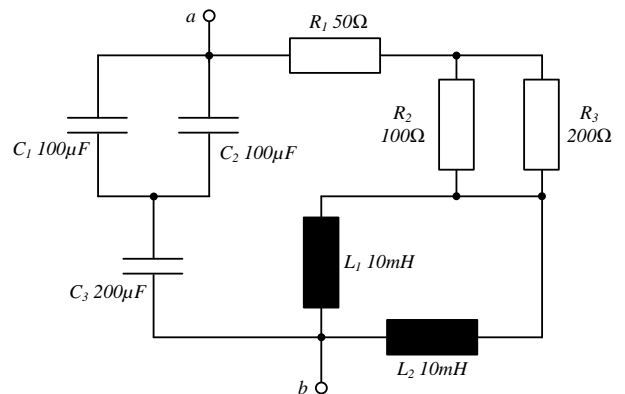 a
R1 50Ω
R2
100Ω
R3
200Ω
C1 100µF
C2 100µF
L1 10mH
C3 200µF
L2 10mH
b